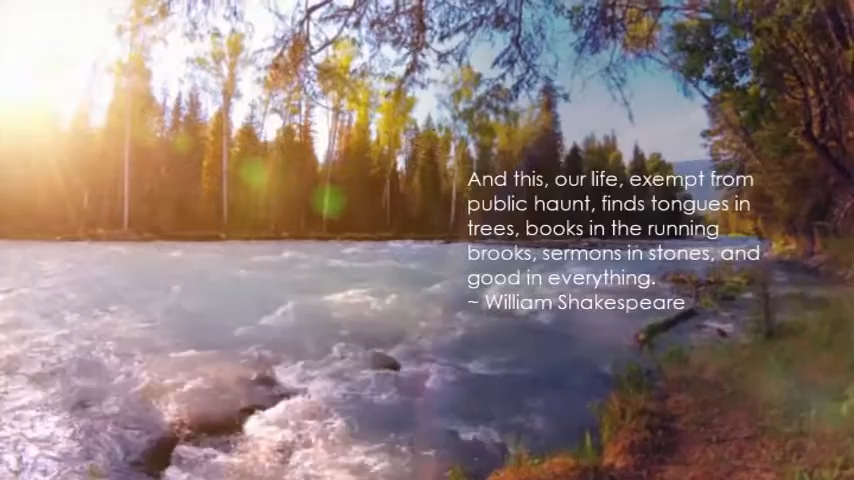 And this, our life, exempt from
public haunt, finds tongues in
trees, books in the running
brooks, sermons in stones, and
good in everything.
~ William Shakespeare